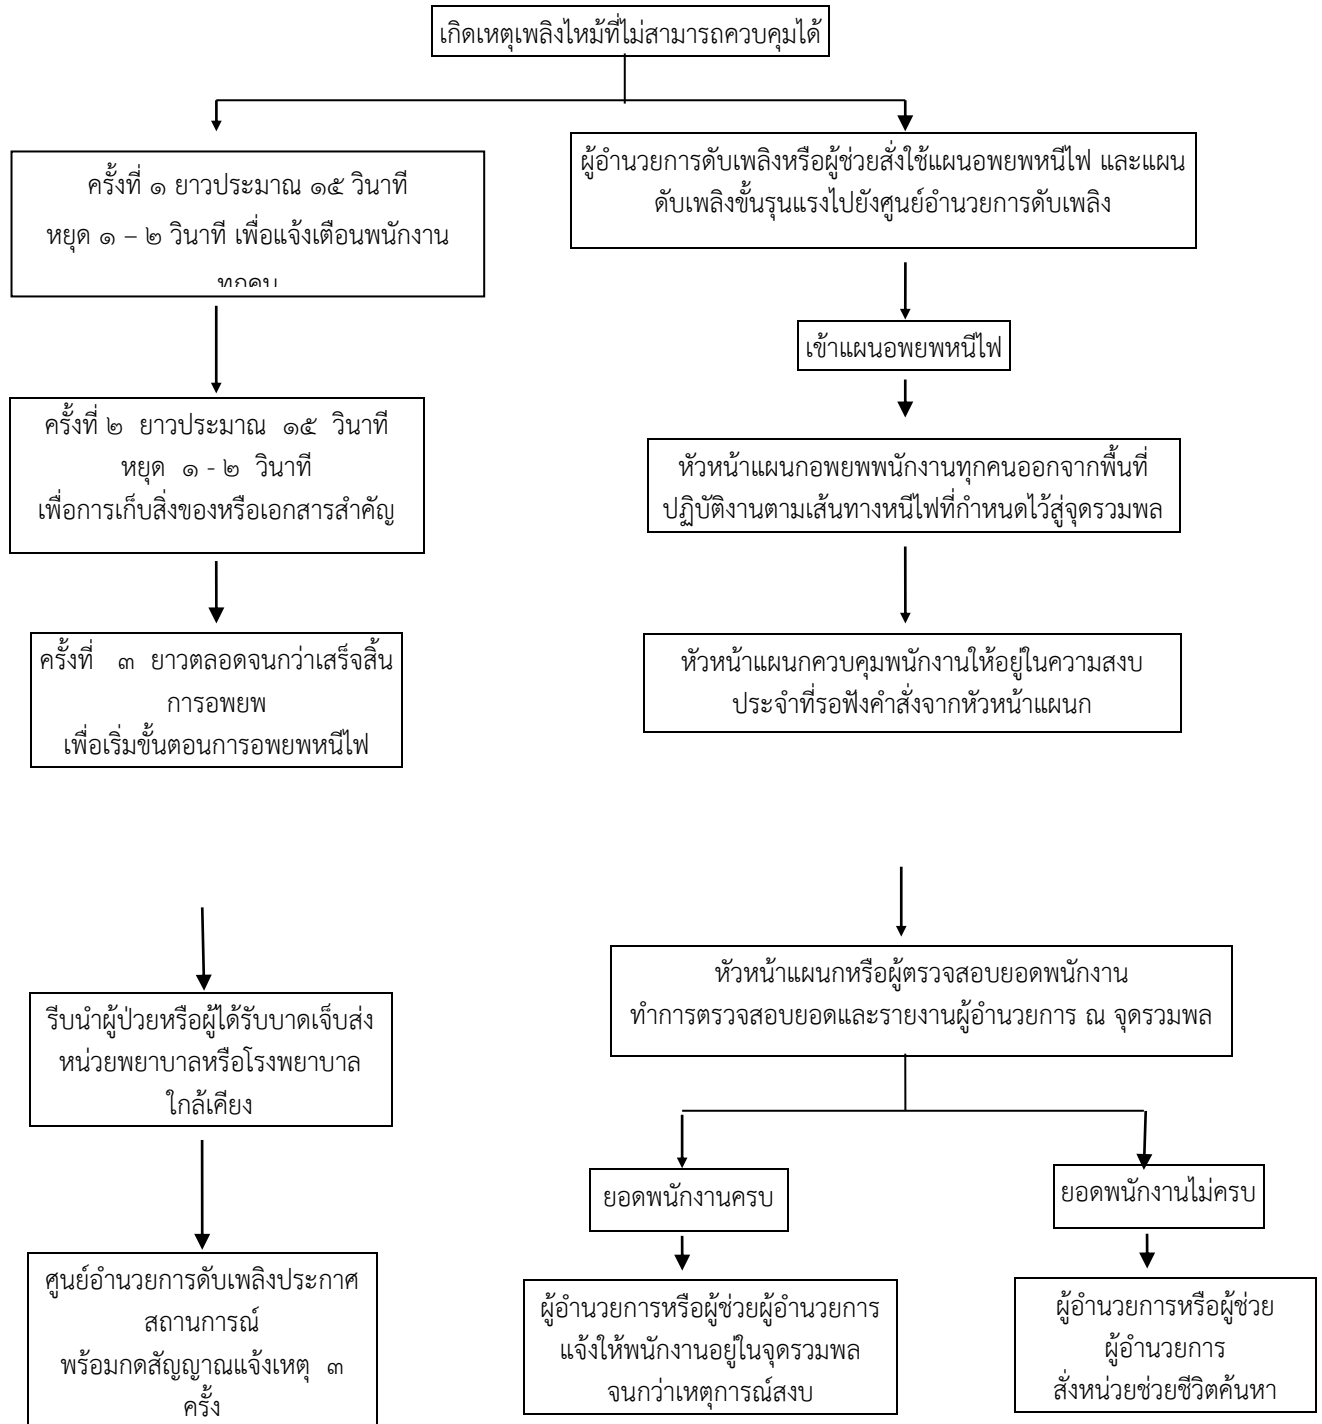 เกิดเหตุเพลิงไหม้ที่ไม่สามารถควบคุมได้
ครั้งที่ ๑ ยาวประมาณ ๑๕ วินาที
หยุด ๑ – ๒ วินาที เพื่อแจ้งเตือนพนักงาน
ทุกคน
ครั้งที่ ๒ ยาวประมาณ ๑๕ วินาที
หยุด ๑ - ๒ วินาที
เพื่อการเก็บสิ่งของหรือเอกสารสำคัญ
ครั้งที่ ๓ ยาวตลอดจนกว่าเสร็จสิ้น
การอพยพ
เพื่อเริ่มขั้นตอนการอพยพหนีไฟ
ผู้อำนวยการดับเพลิงหรือผู้ช่วยสั่งใช้แผนอพยพหนีไฟ และแผน
ดับเพลิงขั้นรุนแรงไปยังศูนย์อำนวยการดับเพลิง
เข้าแผนอพยพหนีไฟ
หัวหน้าแผนกอพยพพนักงานทุกคนออกจากพื้นที่
ปฏิบัติงานตามเส้นทางหนีไฟที่กำหนดไว้สู่จุดรวมพล
หัวหน้าแผนกควบคุมพนักงานให้อยู่ในความสงบ
ประจำที่รอฟังคำสั่งจากหัวหน้าแผนก
รีบนำผู้ป่วยหรือผู้ได้รับบาดเจ็บส่ง
หน่วยพยาบาลหรือโรงพยาบาล
ใกล้เคียง
ศูนย์อำนวยการดับเพลิงประกาศ
สถานการณ์
พร้อมกดสัญญาณแจ้งเหตุ ๓
ครั้ง
หัวหน้าแผนกหรือผู้ตรวจสอบยอดพนักงาน
ทำการตรวจสอบยอดและรายงานผู้อำนวยการ ณ จุดรวมพล
ยอดพนักงานครบ
ผู้อำนวยการหรือผู้ช่วยผู้อำนวยการ
แจ้งให้พนักงานอยู่ในจุดรวมพล
จนกว่าเหตุการณ์สงบ
ยอดพนักงานไม่ครบ
ผู้อำนวยการหรือผู้ช่วย
ผู้อำนวยการ
สั่งหน่วยช่วยชีวิตค้นหา